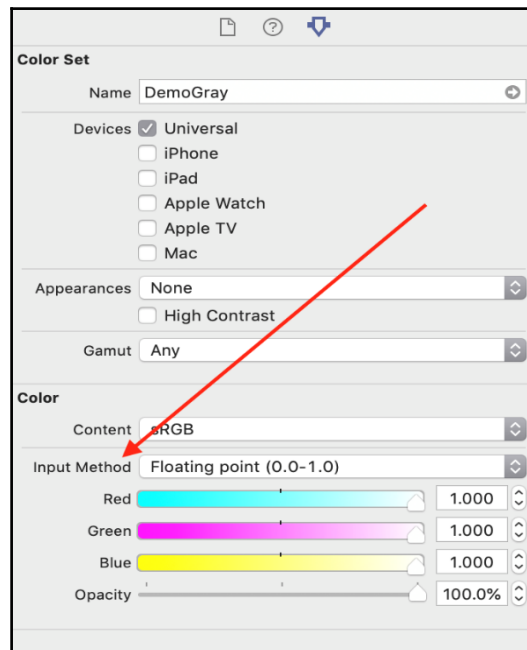 Color Set
Name DemoGray
Devices Universal
iPhone
iPad
Apple Watch
Apple TV
Mac
Appearances None
High Contrast
Gamut Any
Color
Content sRGB
Input Method Floating point (0.0-1.0)
Red 1.000
Green 1.000
Blue 1.000
Opacity 100.0%